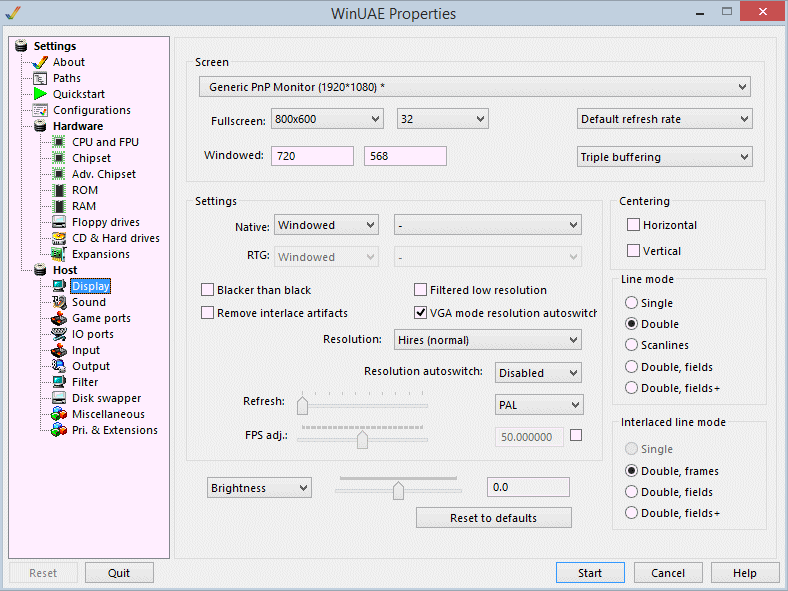 WinUAE Properties
Settings
About
Paths
Quickstart
Configurations
Hardware
CPU and FPU
Chipset
Adv. Chipset
ROM
RAM
Floppy drives
CD & Hard drives
Expansions
Host
Display
Sound
Game ports
IO ports
Input
Output
Filter
Disk swapper
Miscellaneous
Pri. & Extensions
Screen
Generic PnP Monitor (1920*1080) *
Fullscreen: 800x600 32 Default refresh rate
Windowed: 720 568 Triple buffering
Settings
Native: Windowed -
RTG: Windowed -
Blacker than black Filtered low resolution
Remove interlace artifacts VGA mode resolution autoswitch
Resolution: Hires (normal)
Resolution autoswitch: Disabled
Refresh: PAL
FPS adj.: 50.000000
Brightness 0.0
Reset to defaults
Centering
Horizontal
Vertical
Line mode
Single
Double
Scanlines
Double, fields
Double, fields+
Interlaced line mode
Single
Double, frames
Double, fields
Double, fields+
Reset Quit Start Cancel Help